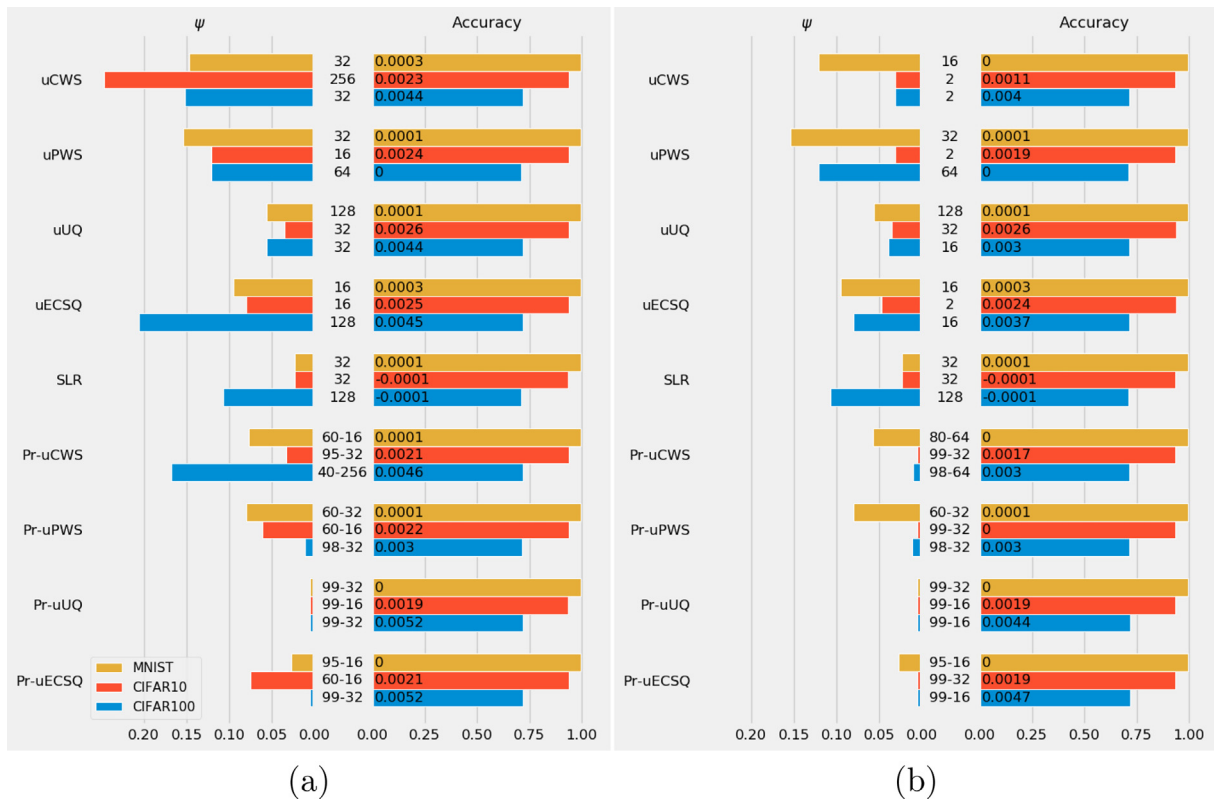 ψ Accuracy
uCWS 32 0.0003
256 0.0023
32 0.0044
uPWS 32 0.0001
16 0.0024
64 0
uUQ 128 0.0001
32 0.0026
32 0.0044
uECSQ 16 0.0003
16 0.0025
128 0.0045
SLR 32 0.0001
32 -0.0001
128 -0.0001
Pr-uCWS 60-16 0.0001
95-32 0.0021
40-256 0.0046
Pr-uPWS 60-32 0.0001
60-16 0.0022
98-32 0.003
Pr-uUQ 99-32 0
99-16 0.0019
99-32 0.0052
Pr-uECSQ 95-16 0
60-16 0.0021
99-32 0.0052
MNIST
CIFAR10
CIFAR100
0.20 0.15 0.10 0.05 0.00 0.00 0.25 0.50 0.75 1.00
(a)
ψ Accuracy
uCWS 16 0
2 0.0011
2 0.004
uPWS 32 0.0001
2 0.0019
64 0
uUQ 128 0.0001
32 0.0026
16 0.003
uECSQ 16 0.0003
2 0.0024
16 0.0037
SLR 32 0.0001
32 -0.0001
128 -0.0001
Pr-uCWS 80-64 0
99-32 0.0017
98-64 0.003
Pr-uPWS 60-32 0.0001
99-32 0
98-32 0.003
Pr-uUQ 99-32 0
99-16 0.0019
99-16 0.0044
Pr-uECSQ 95-16 0
99-32 0.0019
99-16 0.0047
0.20 0.15 0.10 0.05 0.00 0.00 0.25 0.50 0.75 1.00
(b)